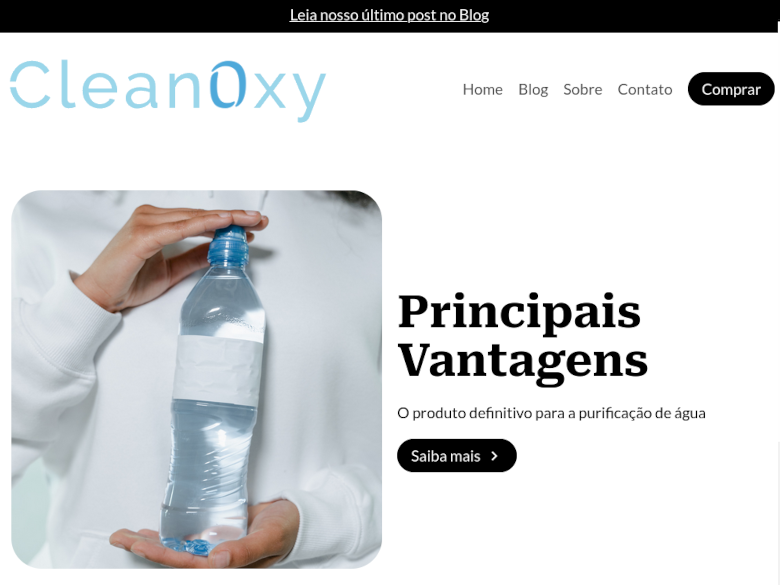 Leia nosso último post no Blog
CleanOxy
Home Blog Sobre Contato Comprar
Principais
Vantagens
O produto definitivo para a purificação de água
Saiba mais